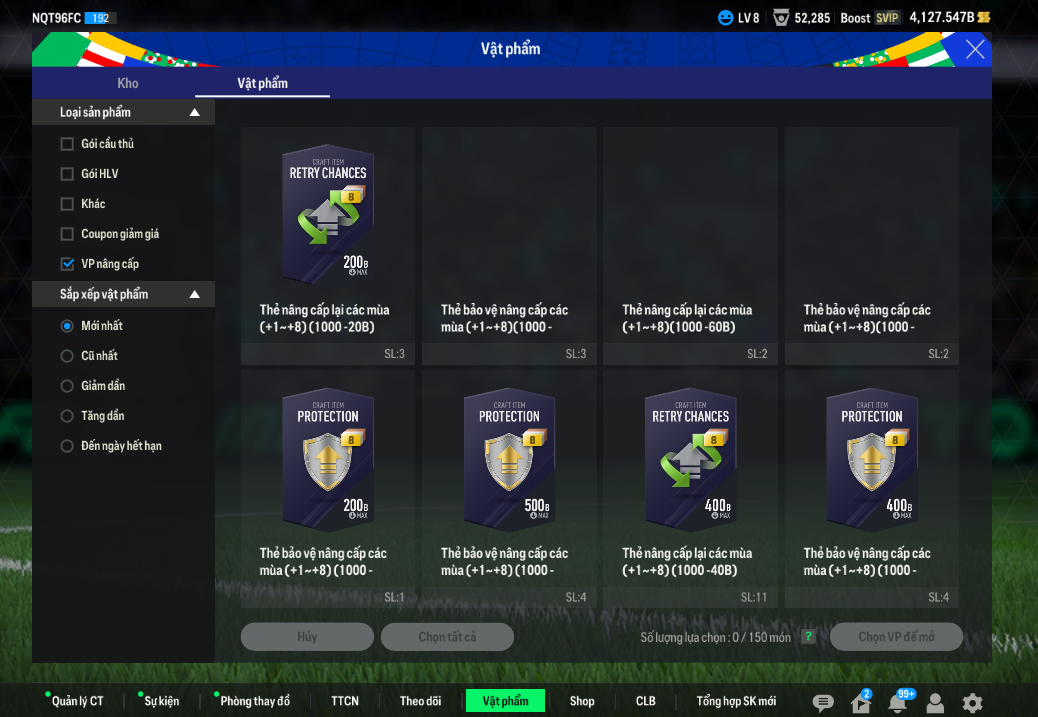 NQT96FC 192
LV 8 52,285 Boost SVIP 4,127.547B
Vật phẩm
Kho
Vật phẩm
Loại sản phẩm
Gói cầu thủ
Gói HLV
Khác
Coupon giảm giá
VP nâng cấp
Sắp xếp vật phẩm
Mới nhất
Cũ nhất
Giảm dần
Tăng dần
Đến ngày hết hạn
CRAFT ITEM
RETRY CHANCES
8
200B
MAX
Thẻ nâng cấp lại các mùa
(+1~+8) (1000 -20B)
SL:3
Thẻ bảo vệ nâng cấp các
mùa (+1~+8)(1000 -
SL:3
Thẻ nâng cấp lại các mùa
(+1~+8)(1000 -60B)
SL:2
Thẻ bảo vệ nâng cấp các
mùa (+1~+8)(1000 -
SL:2
CRAFT ITEM
PROTECTION
8
200B
MAX
Thẻ bảo vệ nâng cấp các
mùa (+1~+8) (1000 -
SL:1
CRAFT ITEM
PROTECTION
8
500B
MAX
Thẻ bảo vệ nâng cấp các
mùa (+1~+8) (1000 -
SL:4
CRAFT ITEM
RETRY CHANCES
8
400B
MAX
Thẻ nâng cấp lại các mùa
(+1~+8) (1000 -40B)
SL:11
CRAFT ITEM
PROTECTION
8
400B
MAX
Thẻ bảo vệ nâng cấp các
mùa (+1~+8) (1000 -
SL:4
Hủy
Chọn tất cả
Số lượng lựa chọn : 0 / 150 món ?
Chọn VP để mở
Quản lý CT
Sự kiện
Phòng thay đồ
TTCN
Theo dõi
Vật phẩm
Shop
CLB
Tổng hợp SK mới
2
99+